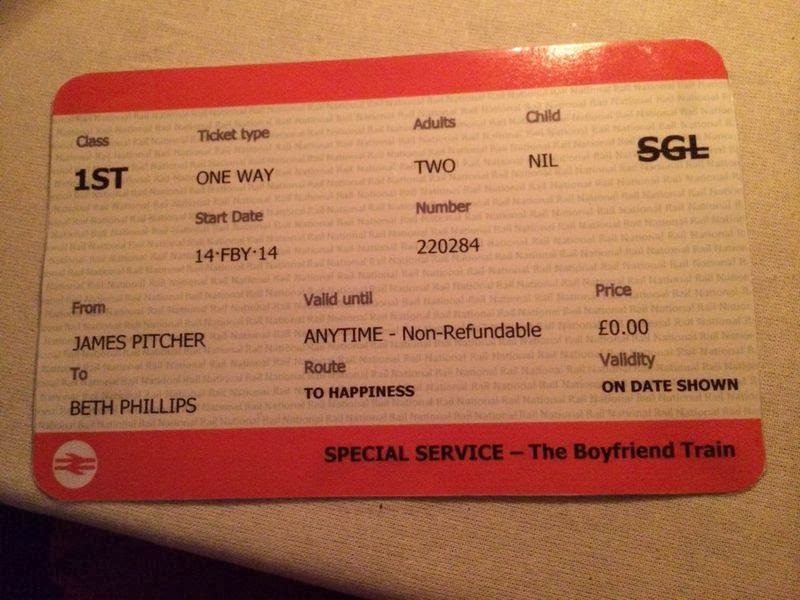 Class Ticket type Adults Child
1ST ONE WAY TWO NIL SGL
Start Date Number
14·FBY·14 220284
From Valid until Price
JAMES PITCHER ANYTIME - Non-Refundable £0.00
To Route Validity
BETH PHILLIPS TO HAPPINESS ON DATE SHOWN
SPECIAL SERVICE – The Boyfriend Train